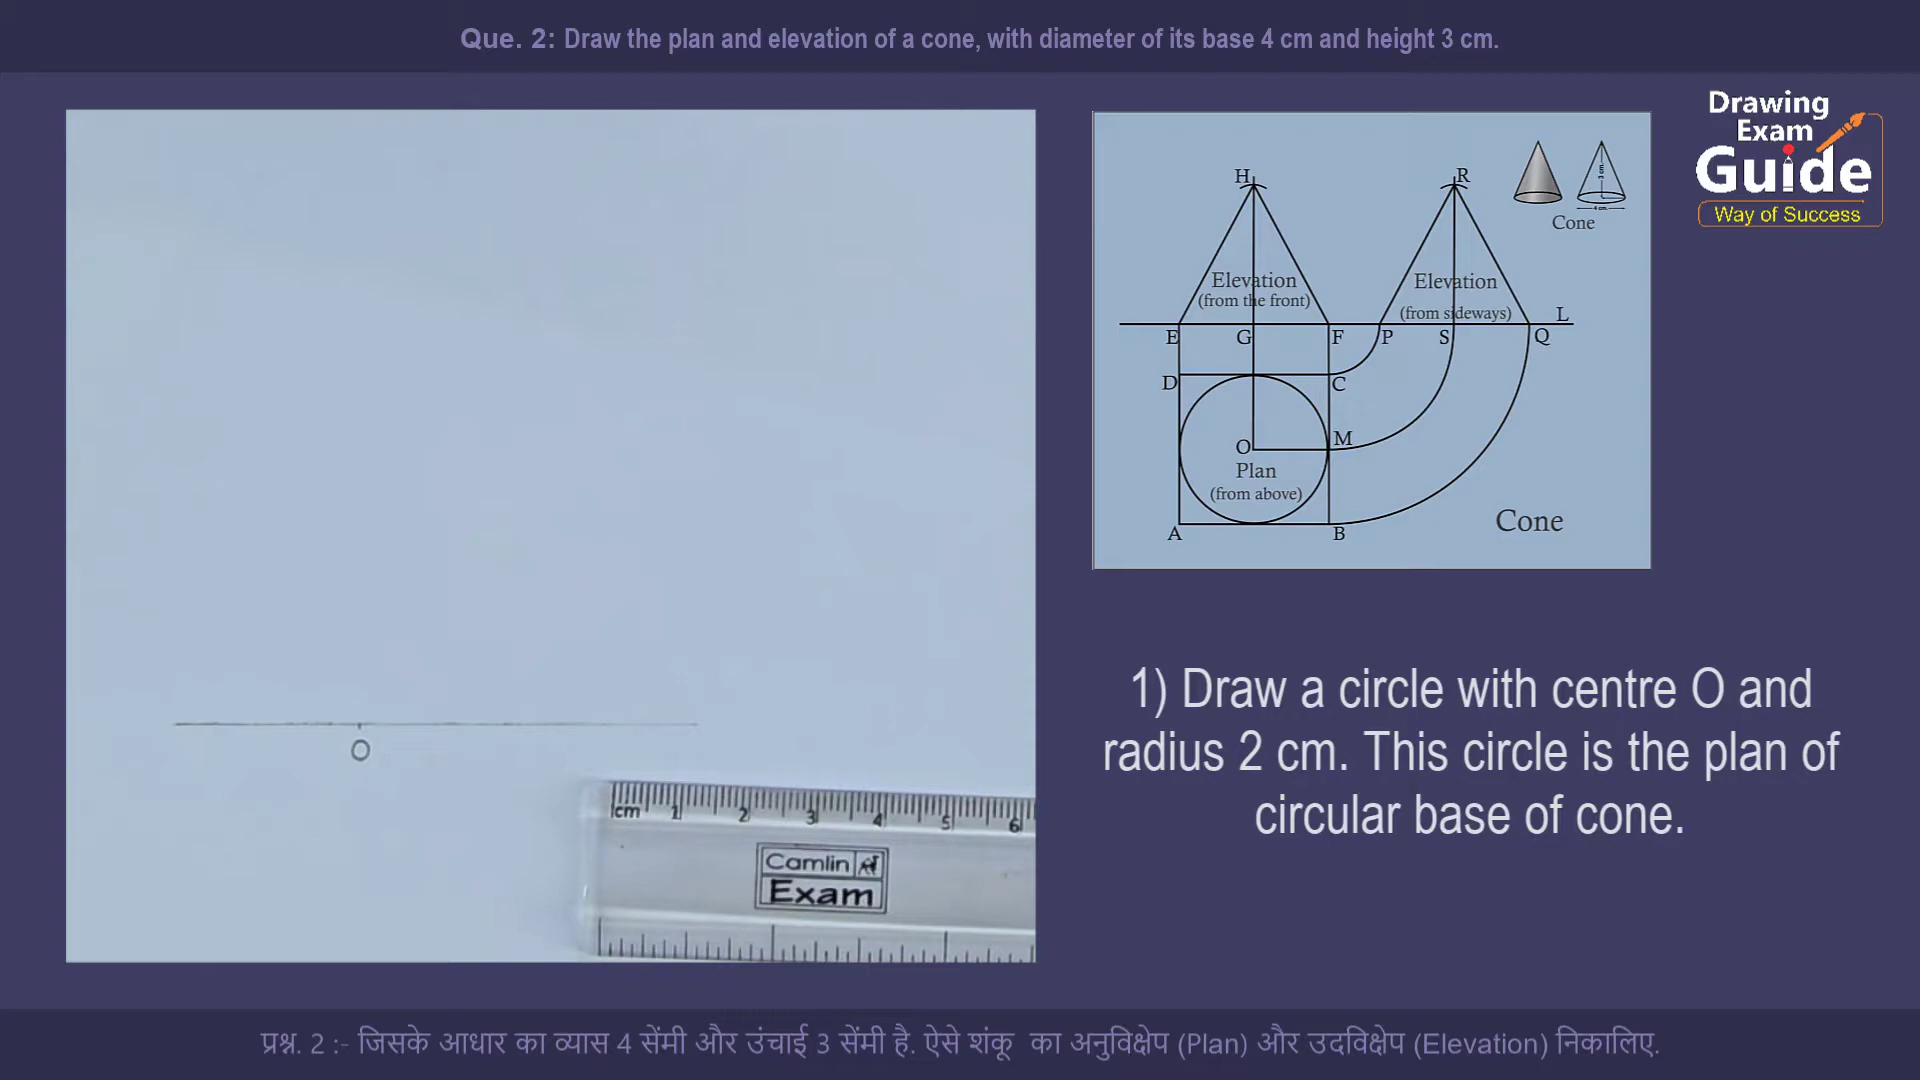 Que. 2: Draw the plan and elevation of a cone, with diameter of its base 4 cm and height 3 cm.
Drawing
Exam
Guide
Way of Success
H
R
Cone
Elevation
(from the front)
Elevation
(from sideways)
L
E
G
F
P
S
Q
D
C
O
M
Plan
(from above)
A
B
Cone
1) Draw a circle with centre O and
radius 2 cm. This circle is the plan of
circular base of cone.
O
cm 1 2 3 4 5 6
Camlin
Exam
प्रश्न. 2 :- जिसके आधार का व्यास 4 सेंमी और उंचाई 3 सेंमी है. ऐसे शंकू का अनुविक्षेप (Plan) और उदविक्षेप (Elevation) निकालिए.